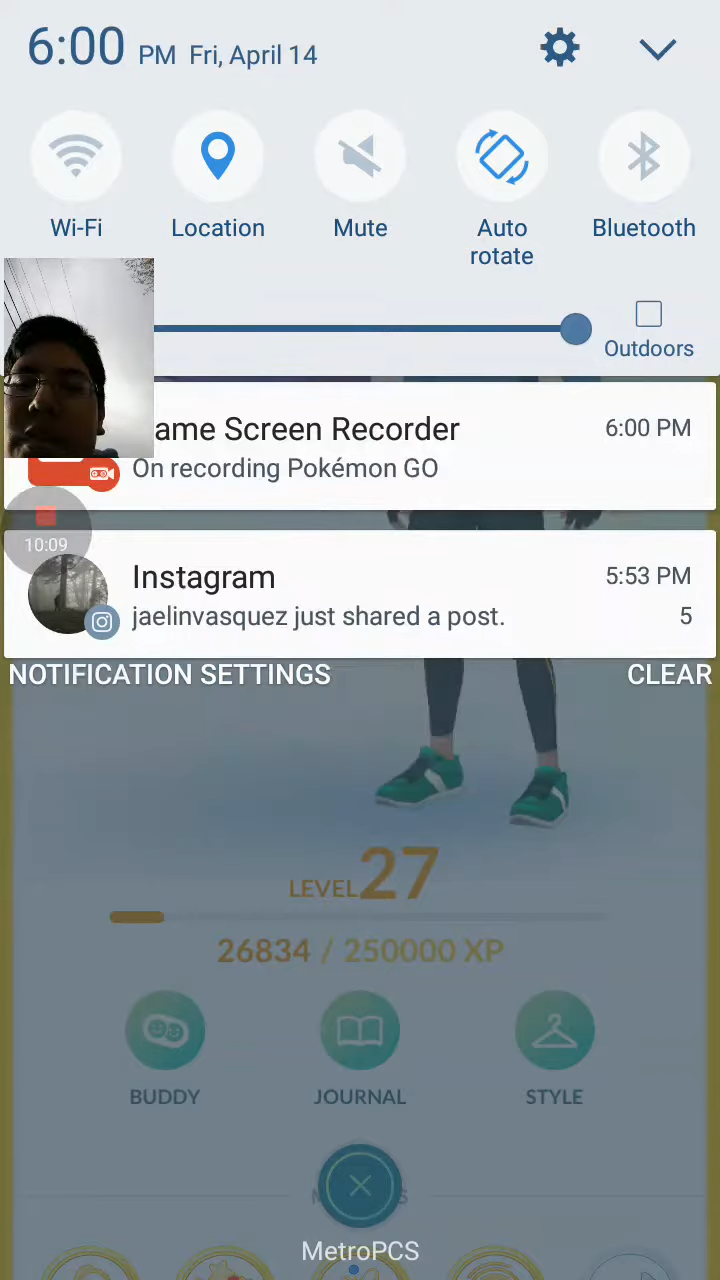 6:00 PM Fri, April 14
Wi-Fi
Location
Mute
Auto
rotate
Bluetooth
Outdoors
ame Screen Recorder
6:00 PM
On recording Pokémon GO
10:09
Instagram
5:53 PM
jaelinvasquez just shared a post.
5
NOTIFICATION SETTINGS
CLEAR
LEVEL 27
26834 / 250000 XP
BUDDY
JOURNAL
STYLE
MetroPCS